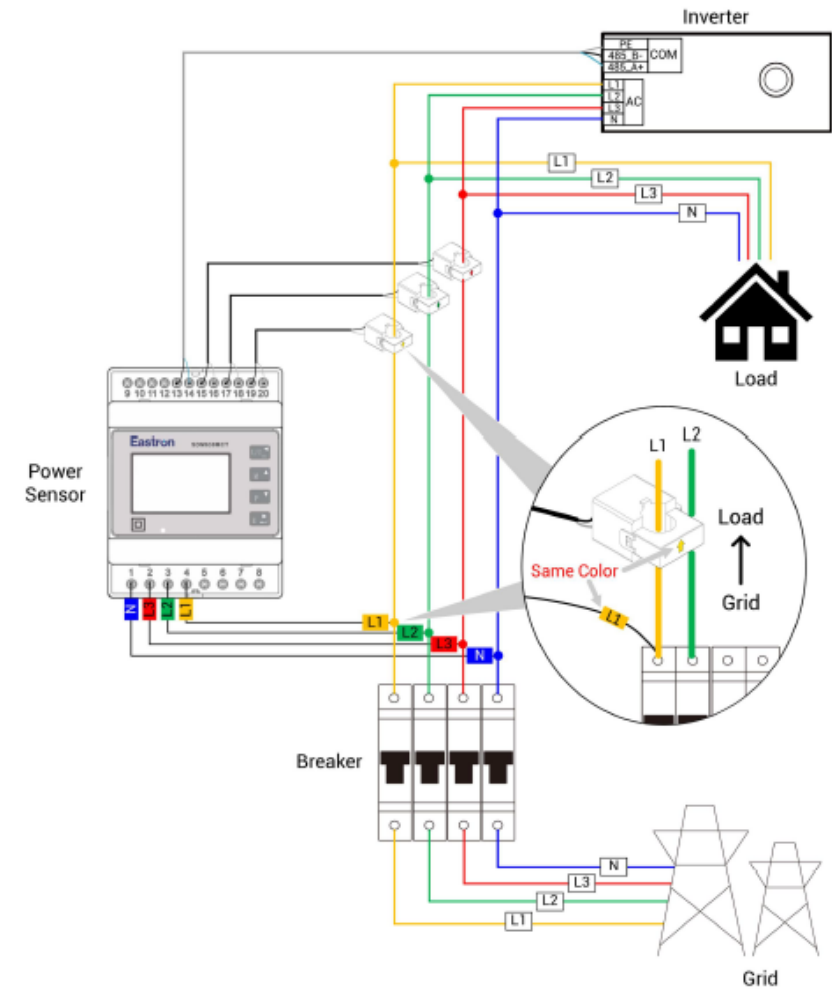 Inverter
PE
485_B-
COM
485_A+
L1
L2
AC
L3
N
L1
L2
L3
N
Load
9 10 11 12 13 14 15 16 17 18 19 20
Eastron
Power
Sensor
1 2 3 4 5 6 7 8
N
L3
L2
L1
L1
L2
L3
N
L1
L2
Load
Same Color
Grid
L1
Breaker
N
L3
L2
L1
Grid